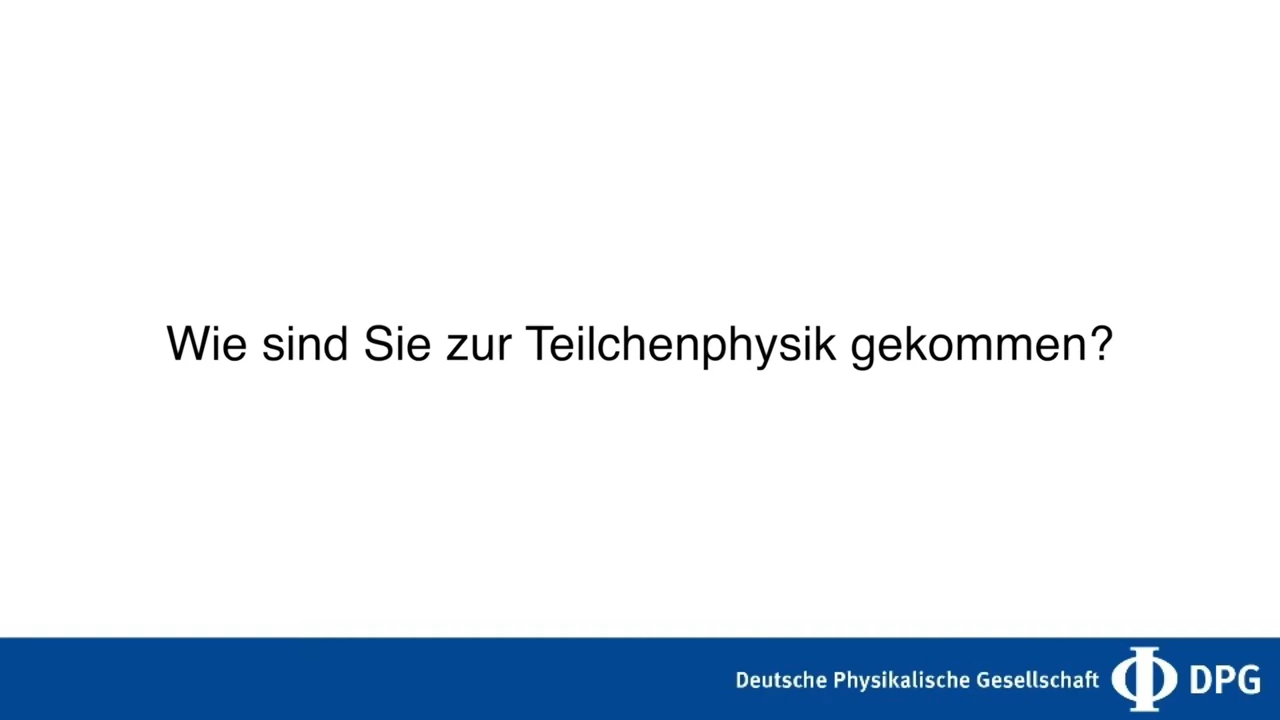 Wie sind Sie zur Teilchenphysik gekommen?
Deutsche Physikalische Gesellschaft DPG